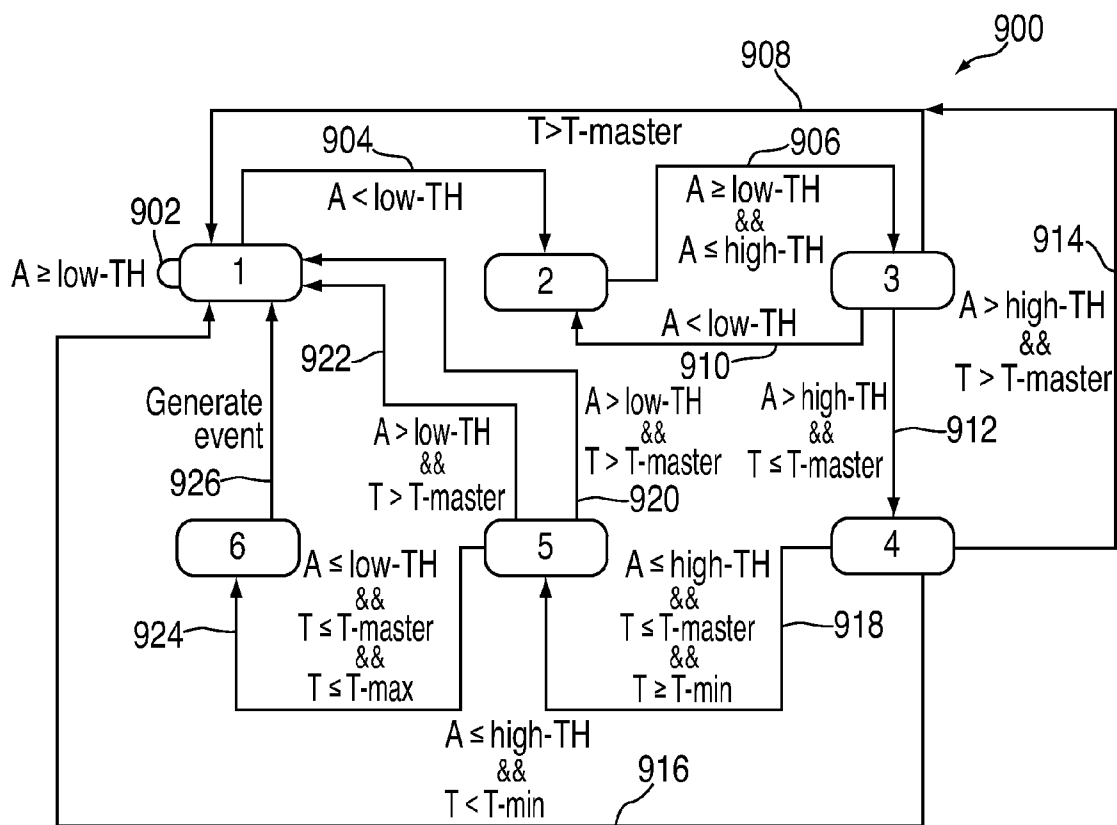 900
908
T>T-master
904
906
A < low-TH
A ≥ low-TH
&&
A ≤ high-TH
902
914
A ≥ low-TH
1
2
3
A < low-TH
910
A > high-TH
&&
T > T-master
922
Generate
event
926
A > low-TH
&&
T > T-master
A > low-TH
&&
T > T-master
920
A > high-TH
&&
T ≤ T-master
912
6
5
4
A ≤ low-TH
&&
T ≤ T-master
&&
T ≤ T-max
924
A ≤ high-TH
&&
T ≤ T-master
&&
T ≥ T-min
918
A ≤ high-TH
&&
T < T-min
916